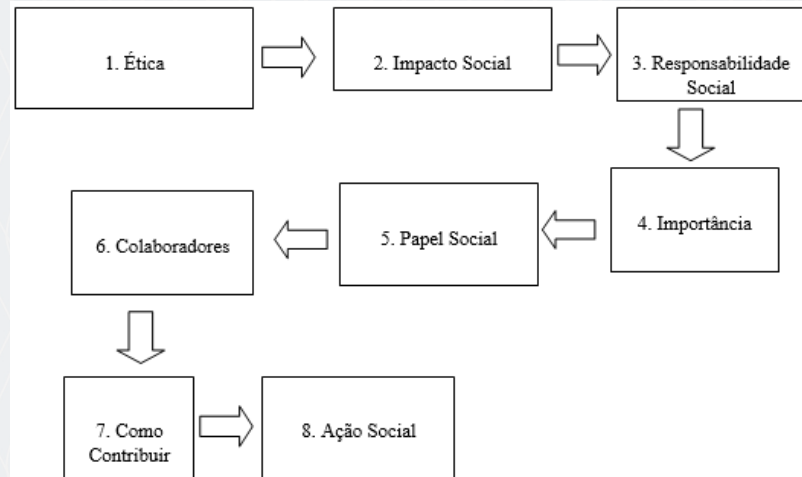 1. Ética
2. Impacto Social
3. Responsabilidade
Social
4. Importância
5. Papel Social
6. Colaboradores
7. Como
Contribuir
8. Ação Social